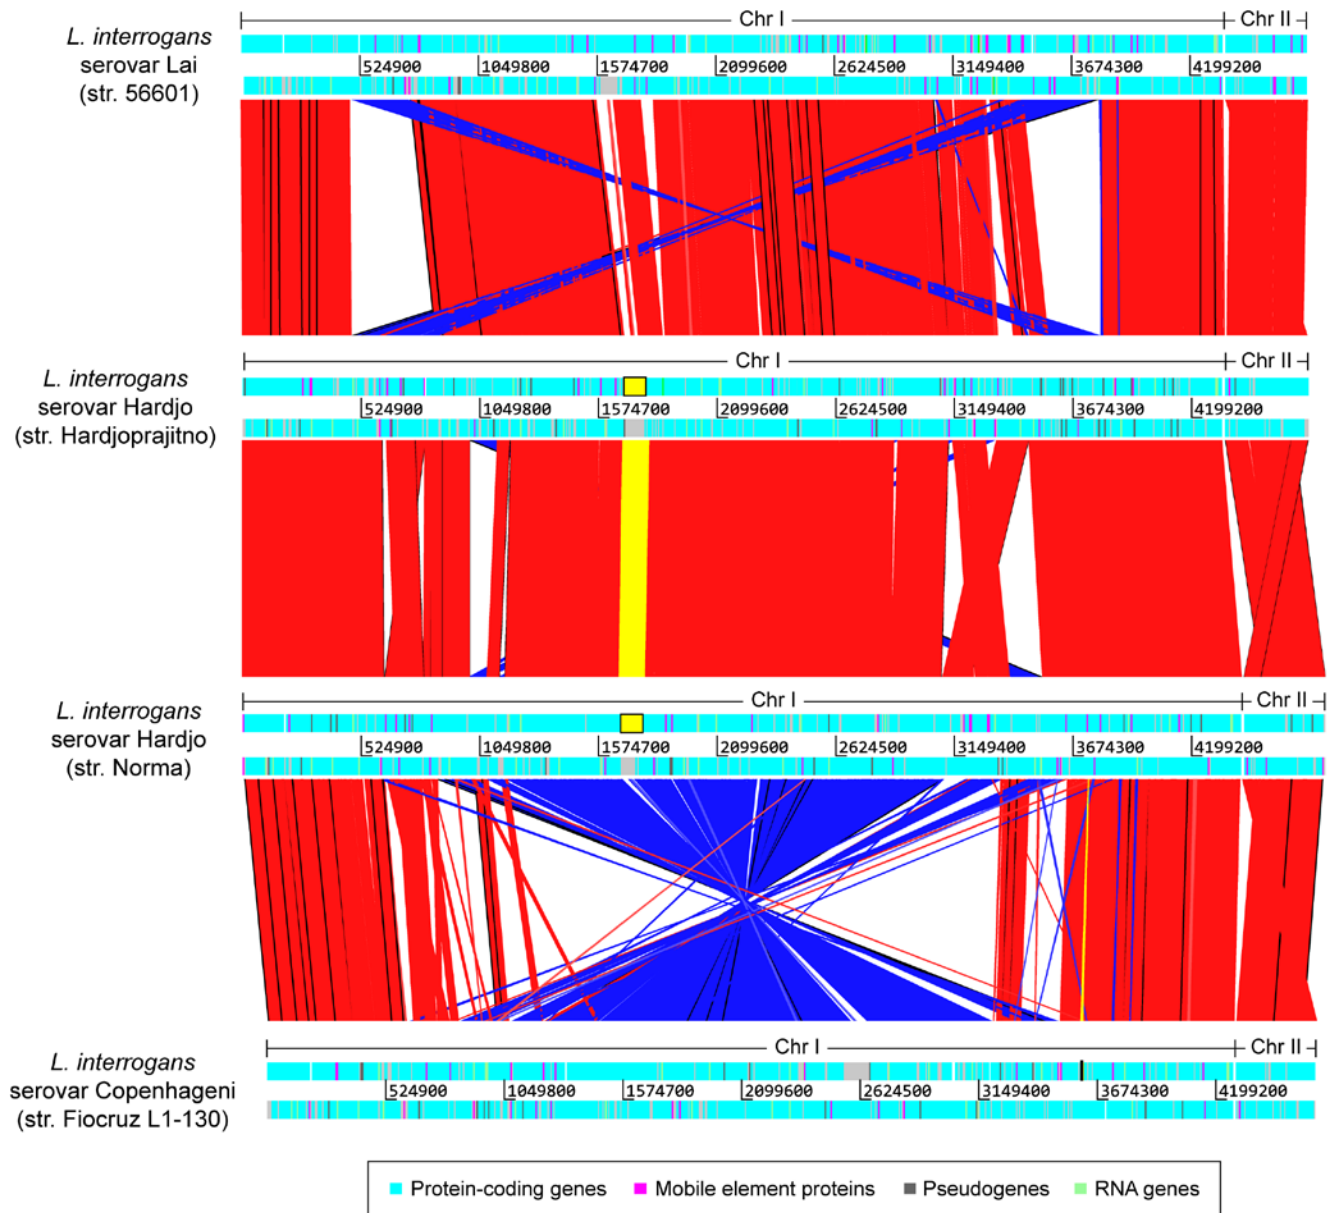 Chr I Chr II
L. interrogans
serovar Lai
(str. 56601)
524900 1049800 1574700 2099600 2624500 3149400 3674300 4199200
Chr I Chr II
L. interrogans
serovar Hardjo
(str. Hardjoprajitno)
524900 1049800 1574700 2099600 2624500 3149400 3674300 4199200
Chr I Chr II
L. interrogans
serovar Hardjo
(str. Norma)
524900 1049800 1574700 2099600 2624500 3149400 3674300 4199200
Chr I Chr II
L. interrogans
serovar Copenhageni
(str. Fiocruz L1-130)
524900 1049800 1574700 2099600 2624500 3149400 3674300 4199200
Protein-coding genes Mobile element proteins Pseudogenes RNA genes